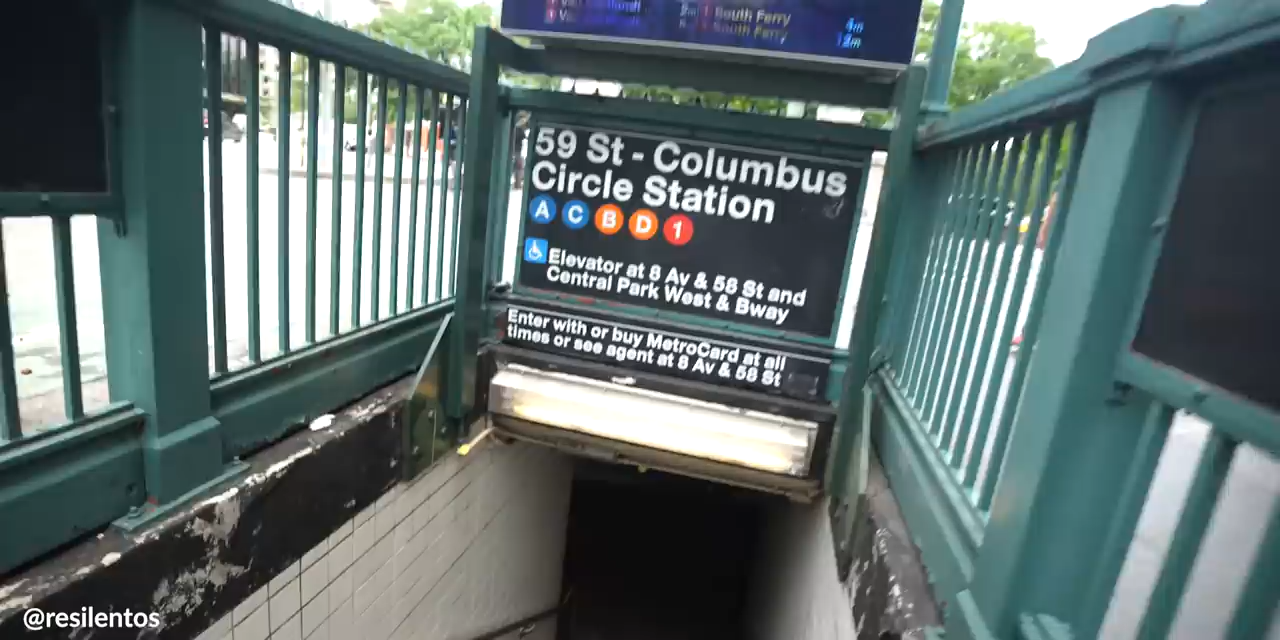 South Ferry
4m
South Ferry
12m
59 St - Columbus
Circle Station
A C B D 1
Elevator at 8 Av & 58 St and
Central Park West & Bway
Enter with or buy MetroCard at all
times or see agent at 8 Av & 58 St
@resilentos